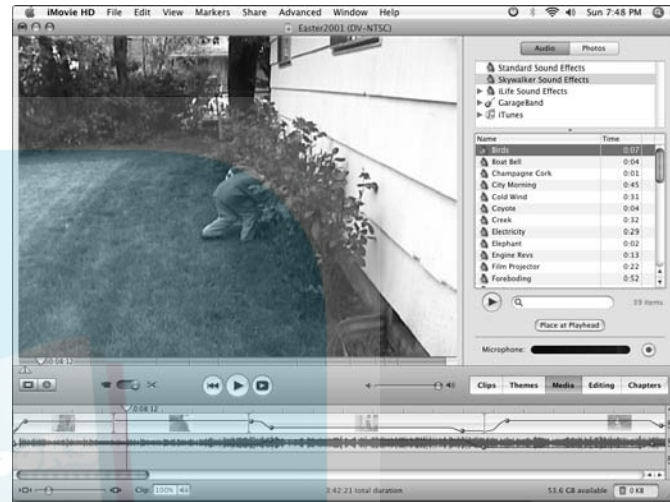 iMovie HD File Edit View Markers Share Advanced Window Help Sun 7:48 PM
Easter2001 (DV-NTSC)
Audio Photos
Standard Sound Effects
Skywalker Sound Effects
iLife Sound Effects
GarageBand
iTunes
Name Time
Birds 0:07
Boat Bell 0:04
Champagne Cork 0:01
City Morning 0:45
Cold Wind 0:31
Coyote 0:04
Creek 0:32
Electricity 0:29
Elephant 0:02
Engine Revs 0:13
Film Projector 0:22
Foreboding 0:52
39 items
Place at Playhead
Microphone:
0:08:12
Clips Themes Media Editing Chapters
0:08:12
Clip: 100% :42:21 total duration 53.6 GB available 0 KB